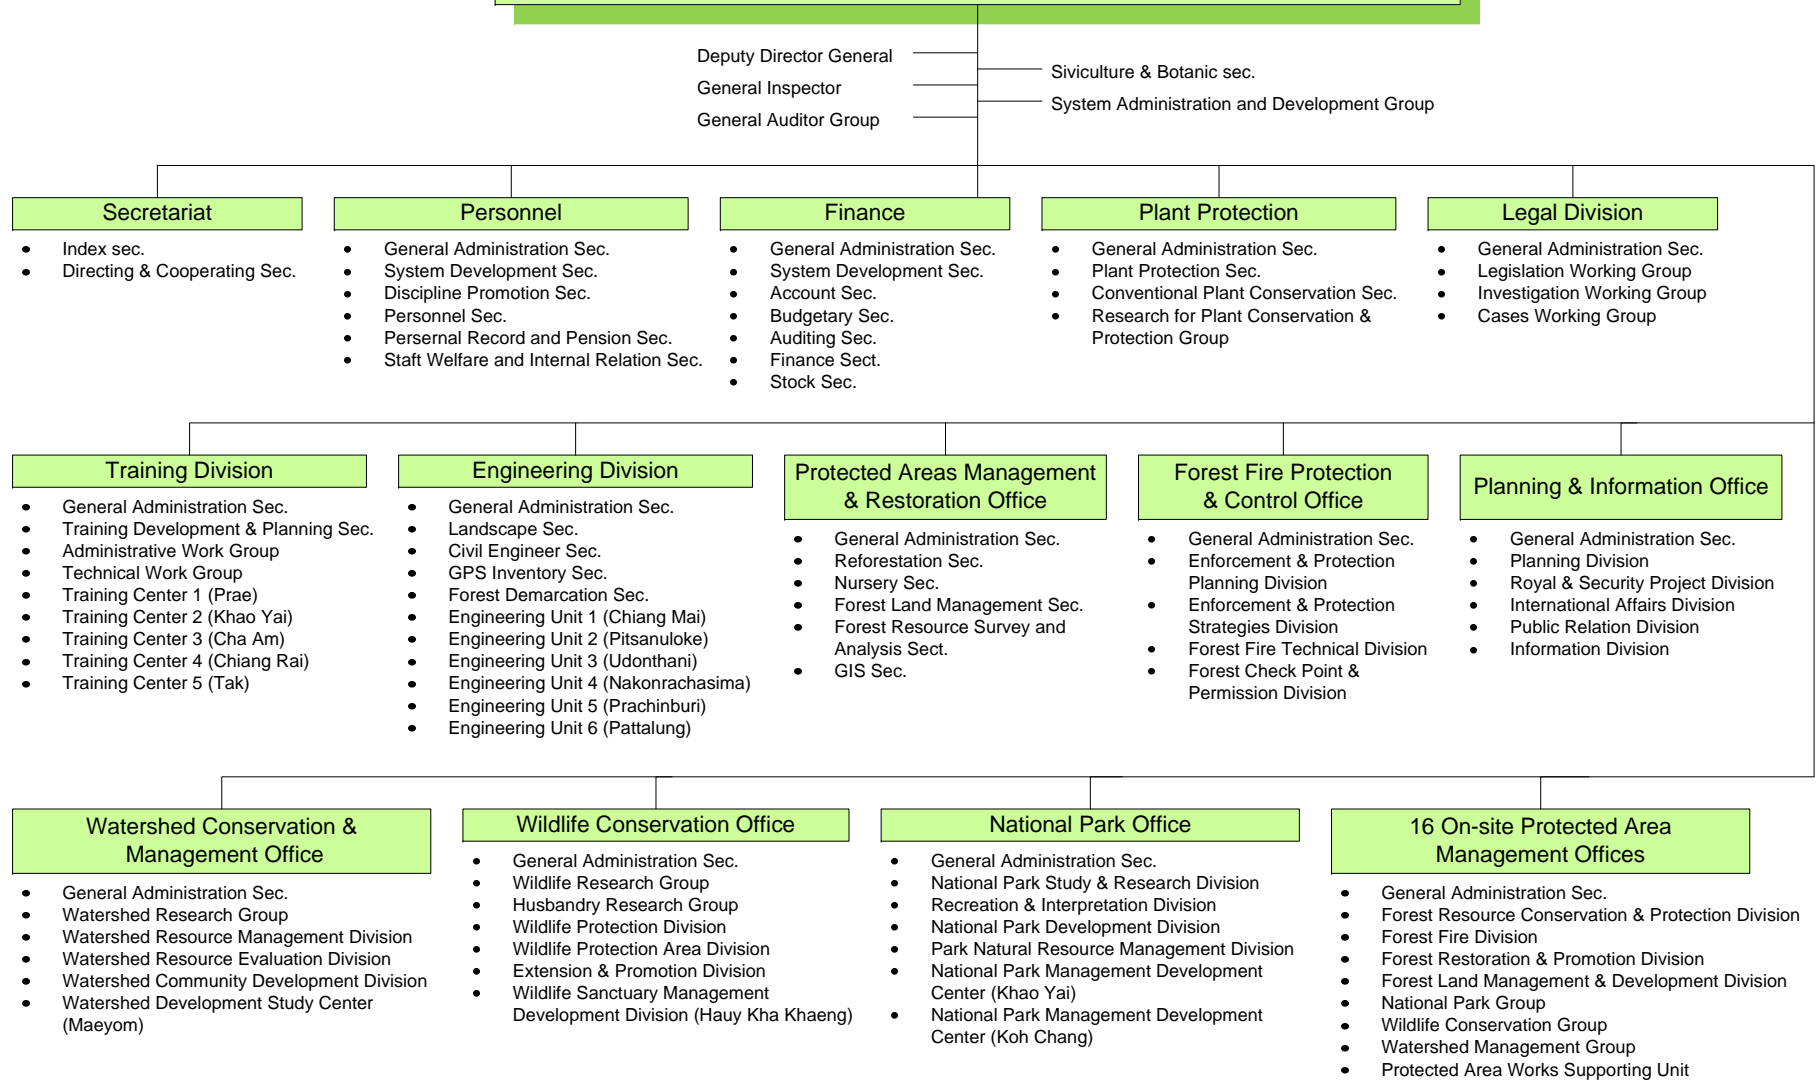 Deputy Director General
General Inspector
General Auditor Group
Siviculture & Botanic sec.
System Administration and Development Group
Secretariat
• Index sec.
• Directing & Cooperating Sec.
Personnel
• General Administration Sec.
• System Development Sec.
• Discipline Promotion Sec.
• Personnel Sec.
• Persernal Record and Pension Sec.
• Staft Welfare and Internal Relation Sec.
Finance
• General Administration Sec.
• System Development Sec.
• Account Sec.
• Budgetary Sec.
• Auditing Sec.
• Finance Sect.
• Stock Sec.
Plant Protection
• General Administration Sec.
• Plant Protection Sec.
• Conventional Plant Conservation Sec.
• Research for Plant Conservation &
Protection Group
Legal Division
• General Administration Sec.
• Legislation Working Group
• Investigation Working Group
• Cases Working Group
Training Division
• General Administration Sec.
• Training Development & Planning Sec.
• Administrative Work Group
• Technical Work Group
• Training Center 1 (Prae)
• Training Center 2 (Khao Yai)
• Training Center 3 (Cha Am)
• Training Center 4 (Chiang Rai)
• Training Center 5 (Tak)
Engineering Division
• General Administration Sec.
• Landscape Sec.
• Civil Engineer Sec.
• GPS Inventory Sec.
• Forest Demarcation Sec.
• Engineering Unit 1 (Chiang Mai)
• Engineering Unit 2 (Pitsanuloke)
• Engineering Unit 3 (Udonthani)
• Engineering Unit 4 (Nakonrachasima)
• Engineering Unit 5 (Prachinburi)
• Engineering Unit 6 (Pattalung)
Protected Areas Management
& Restoration Office
• General Administration Sec.
• Reforestation Sec.
• Nursery Sec.
• Forest Land Management Sec.
• Forest Resource Survey and
Analysis Sect.
• GIS Sec.
Forest Fire Protection
& Control Office
• General Administration Sec.
• Enforcement & Protection
Planning Division
• Enforcement & Protection
Strategies Division
• Forest Fire Technical Division
• Forest Check Point &
Permission Division
Planning & Information Office
• General Administration Sec.
• Planning Division
• Royal & Security Project Division
• International Affairs Division
• Public Relation Division
• Information Division
Watershed Conservation &
Management Office
• General Administration Sec.
• Watershed Research Group
• Watershed Resource Management Division
• Watershed Resource Evaluation Division
• Watershed Community Development Division
• Watershed Development Study Center
(Maeyom)
Wildlife Conservation Office
• General Administration Sec.
• Wildlife Research Group
• Husbandry Research Group
• Wildlife Protection Division
• Wildlife Protection Area Division
• Extension & Promotion Division
• Wildlife Sanctuary Management
Development Division (Hauy Kha Khaeng)
National Park Office
• General Administration Sec.
• National Park Study & Research Division
• Recreation & Interpretation Division
• National Park Development Division
• Park Natural Resource Management Division
• National Park Management Development
Center (Khao Yai)
• National Park Management Development
Center (Koh Chang)
16 On-site Protected Area
Management Offices
• General Administration Sec.
• Forest Resource Conservation & Protection Division
• Forest Fire Division
• Forest Restoration & Promotion Division
• Forest Land Management & Development Division
• National Park Group
• Wildlife Conservation Group
• Watershed Management Group
• Protected Area Works Supporting Unit